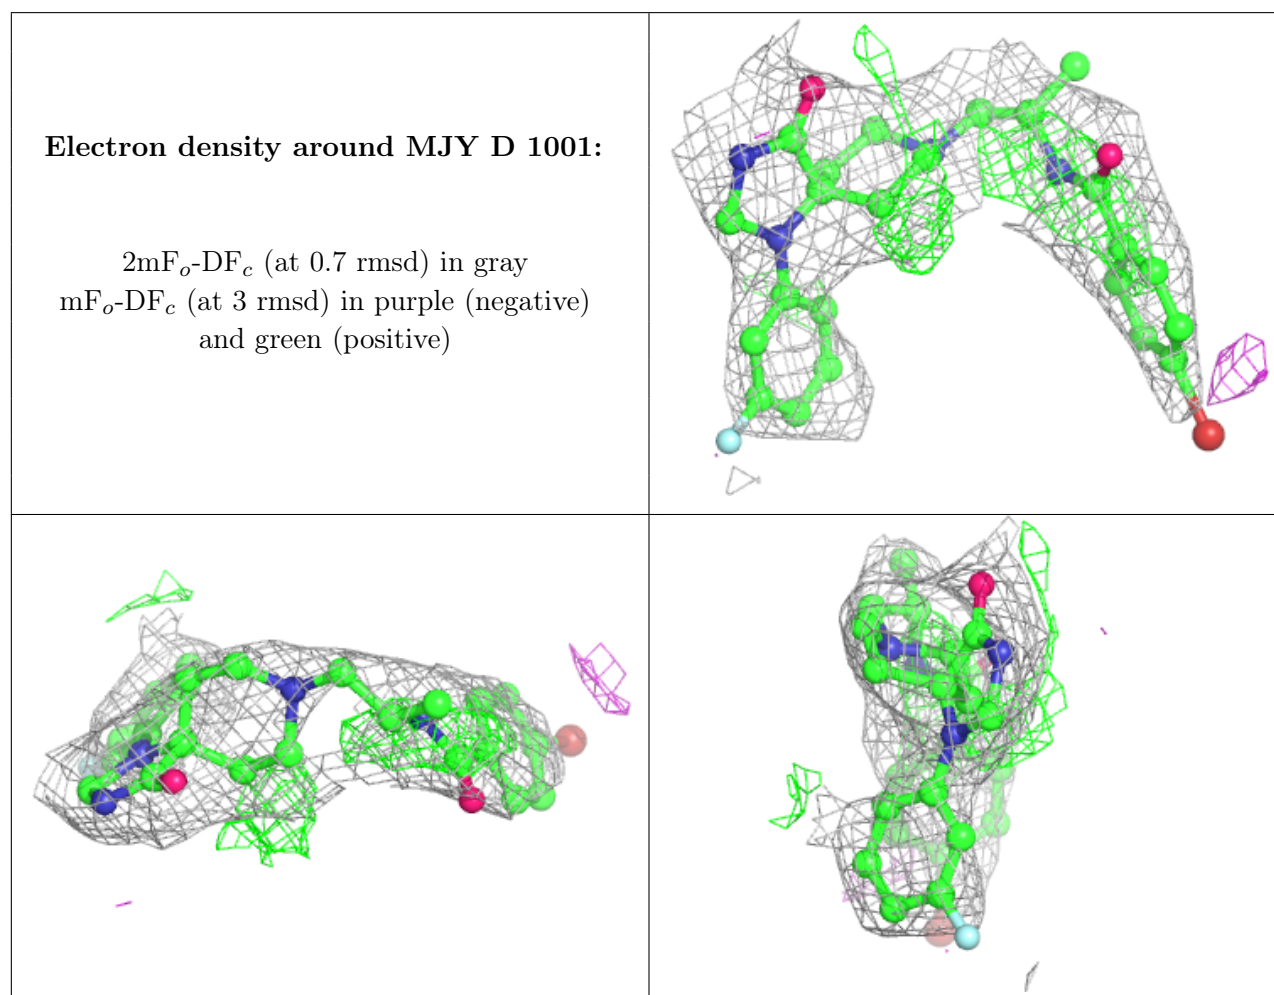 Electron density around MJY D 1001:
2mFₒ-DF𝒸 (at 0.7 rmsd) in gray
mFₒ-DF𝒸 (at 3 rmsd) in purple (negative)
and green (positive)